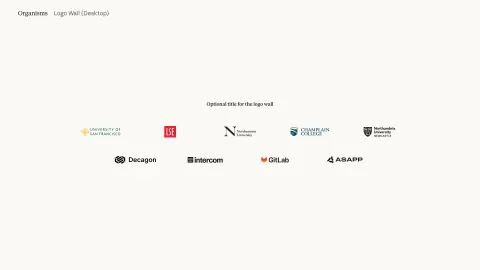 Organisms Logo Wall (Desktop)
Optional title for the logo wall
UNIVERSITY OF
SAN FRANCISCO
LSE
N Northeastern
University
CHAMPLAIN
COLLEGE
Northumbria
University
NEWCASTLE
Decagon
intercom
GitLab
ASAPP